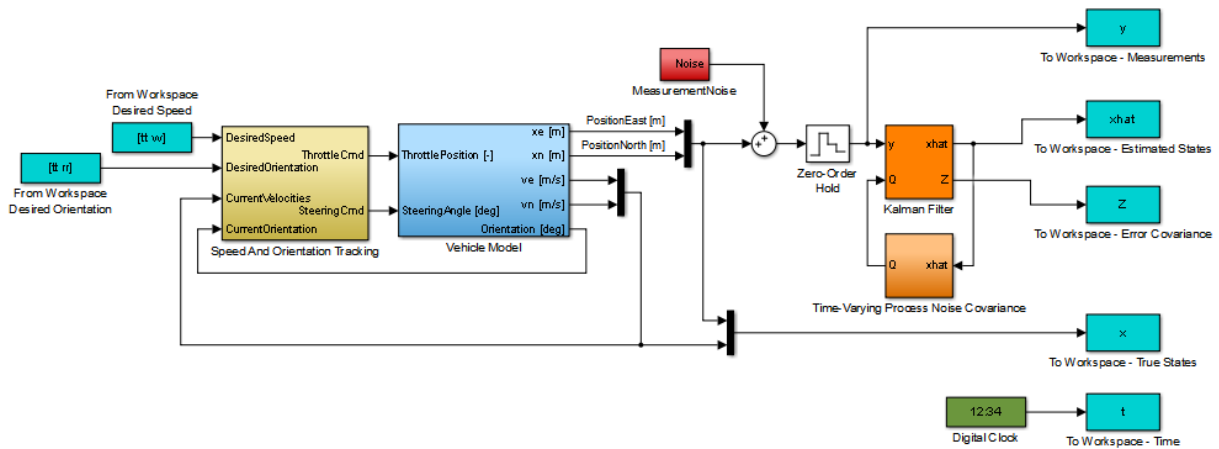 y
To Workspace - Measurements
Noise
MeasurementNoise
From Workspace
Desired Speed
[tt vv]
[tt rr]
From Workspace
Desired Orientation
DesiredSpeed
ThrottleCmd
DesiredOrientation
CurrentVelocities
SteeringCmd
CurrentOrientation
Speed And Orientation Tracking
ThrottlePosition [-]
SteeringAngle [deg]
xe [m]
xn [m]
ve [m/s]
vn [m/s]
Orientation [deg]
Vehicle Model
PositionEast [m]
PositionNorth [m]
+
+
Zero-Order
Hold
y
xhat
Q
Z
Kalman Filter
Q
xhat
Time-Varying Process Noise Covariance
xhat
To Workspace - Estimated States
Z
To Workspace - Error Covariance
x
To Workspace - True States
12:34
Digital Clock
t
To Workspace - Time